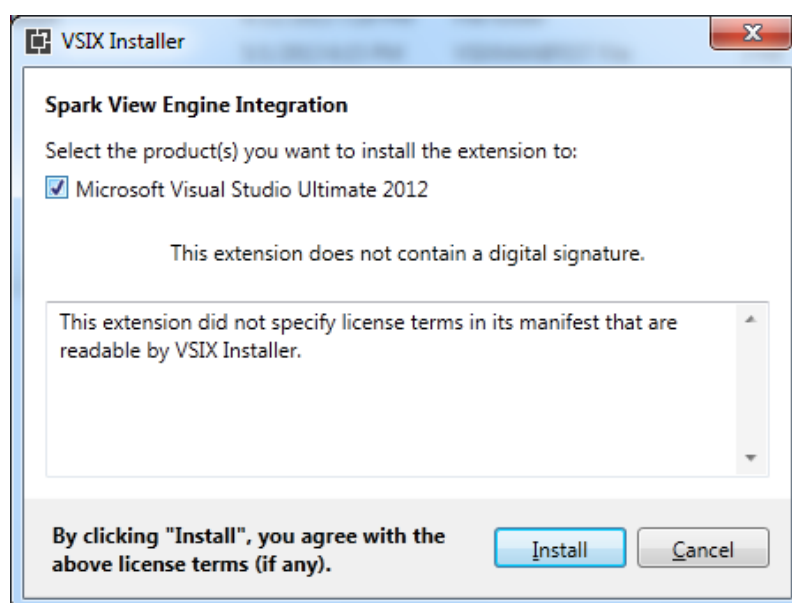 VSIX Installer
Spark View Engine Integration
Select the product(s) you want to install the extension to:
Microsoft Visual Studio Ultimate 2012
This extension does not contain a digital signature.
This extension did not specify license terms in its manifest that are
readable by VSIX Installer.
By clicking "Install", you agree with the
above license terms (if any).
Install
Cancel